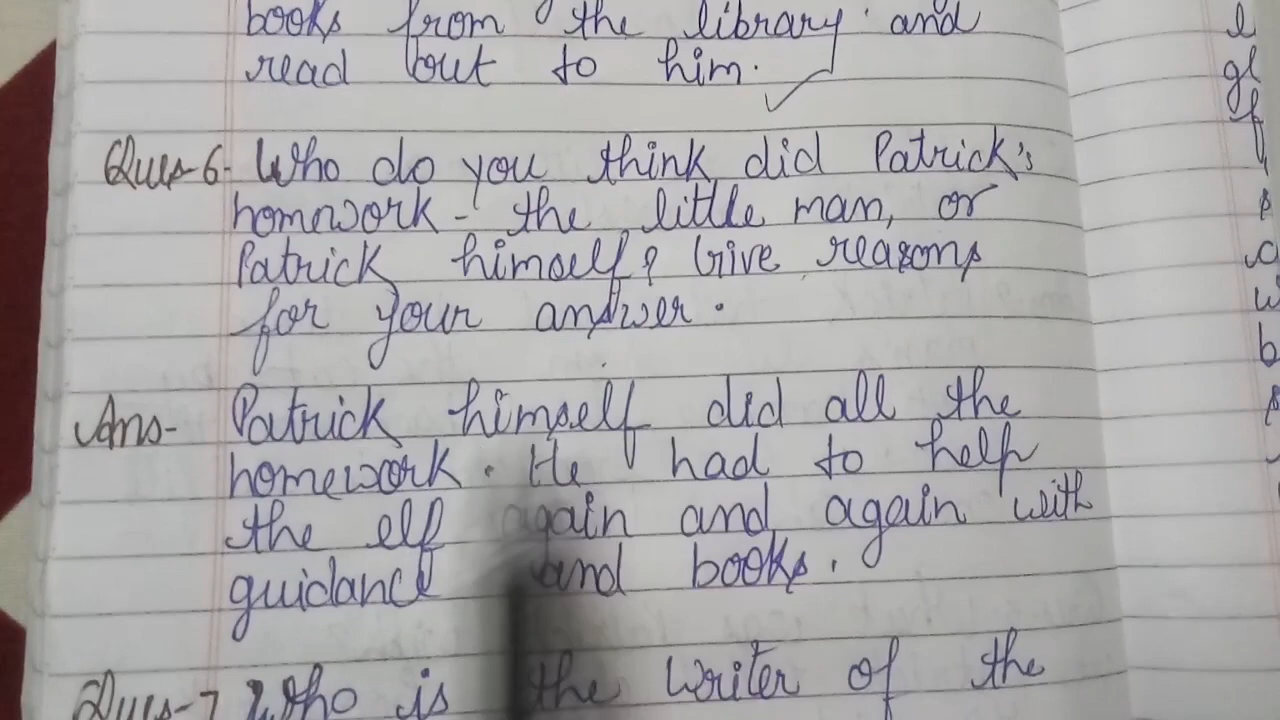 books from the library and
read out to him.
Ques-6- Who do you think did Patrick's
homework - the little man, or
Patrick himself? Give reasons
for your answer.
Ans- Patrick himself did all the
homework. He had to help
the elf again and again with
guidance and books.
Ques-7 Who is the writer of the